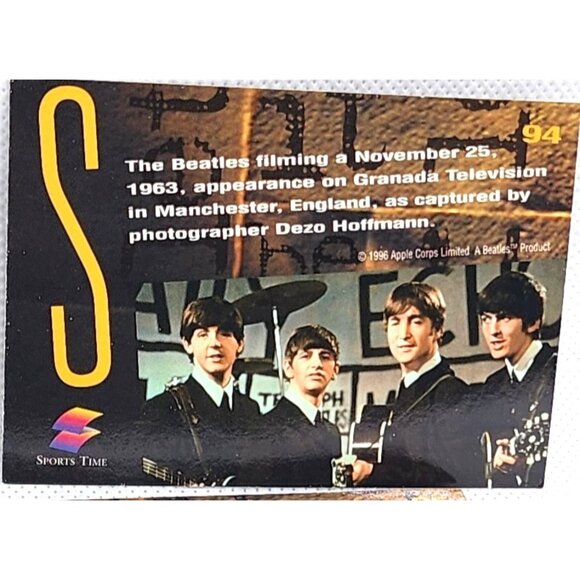 S
94
The Beatles filming a November 25,
1963, appearance on Granada Television
in Manchester, England, as captured by
photographer Dezo Hoffmann.
© 1996 Apple Corps Limited A Beatles™ Product
SPORTS TIME